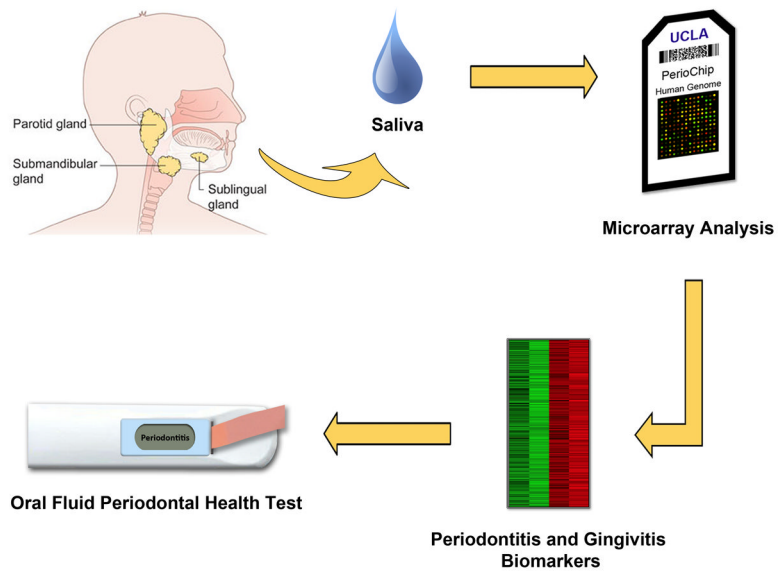 Parotid gland
Submandibular
gland
Sublingual
gland
Saliva
UCLA
PerioChip
Human Genome
Microarray Analysis
Periodontitis
Oral Fluid Periodontal Health Test
Periodontitis and Gingivitis
Biomarkers